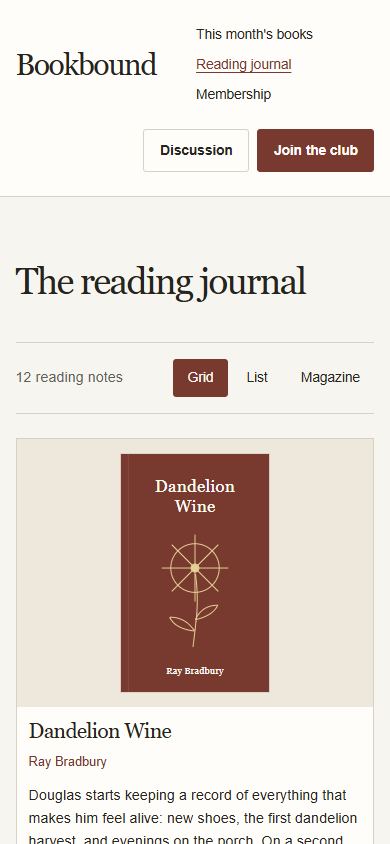 Bookbound
This month's books
Reading journal
Membership
Discussion
Join the club
The reading journal
12 reading notes
Grid
List
Magazine
Dandelion
Wine
Ray Bradbury
Dandelion Wine
Ray Bradbury
Douglas starts keeping a record of everything that
makes him feel alive: new shoes, the first dandelion
harvest, and evenings on the porch. On a second